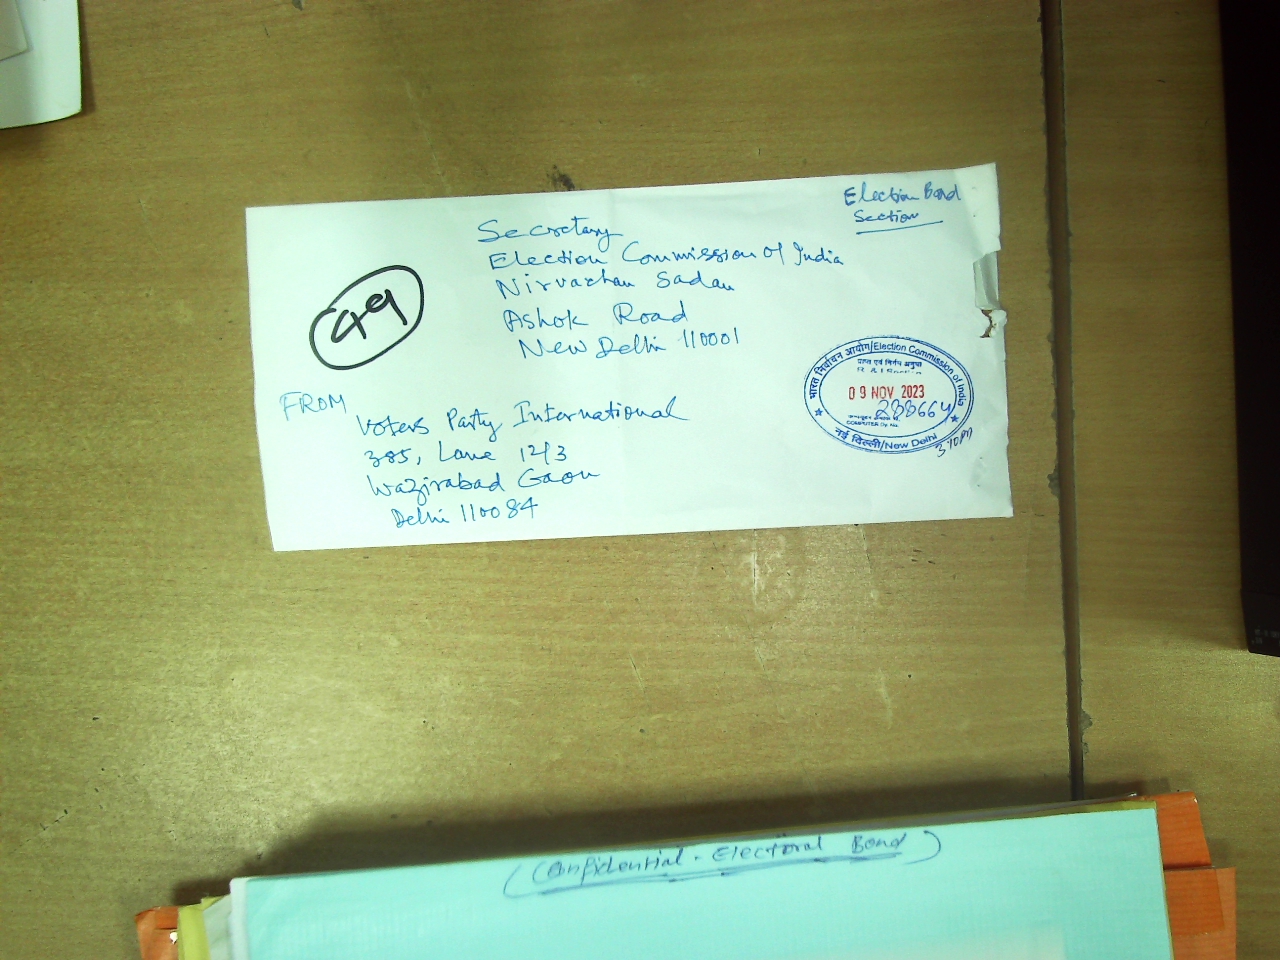 Election Bond
Section
Secretary
Election Commission of India
Nirvachan Sadan
Ashok Road
New Delhi 110001
49
FROM
Voters Party International
385, Lane 12/3
Wazirabad Gaon
Delhi 110084
भारत निर्वाचन आयोग/Election Commission of India
R & I Section
09 NOV 2023
288664
COMPUTER Dy. No.
नई दिल्ली/New Delhi
3:10PM
(Confidential - Electoral Bond)